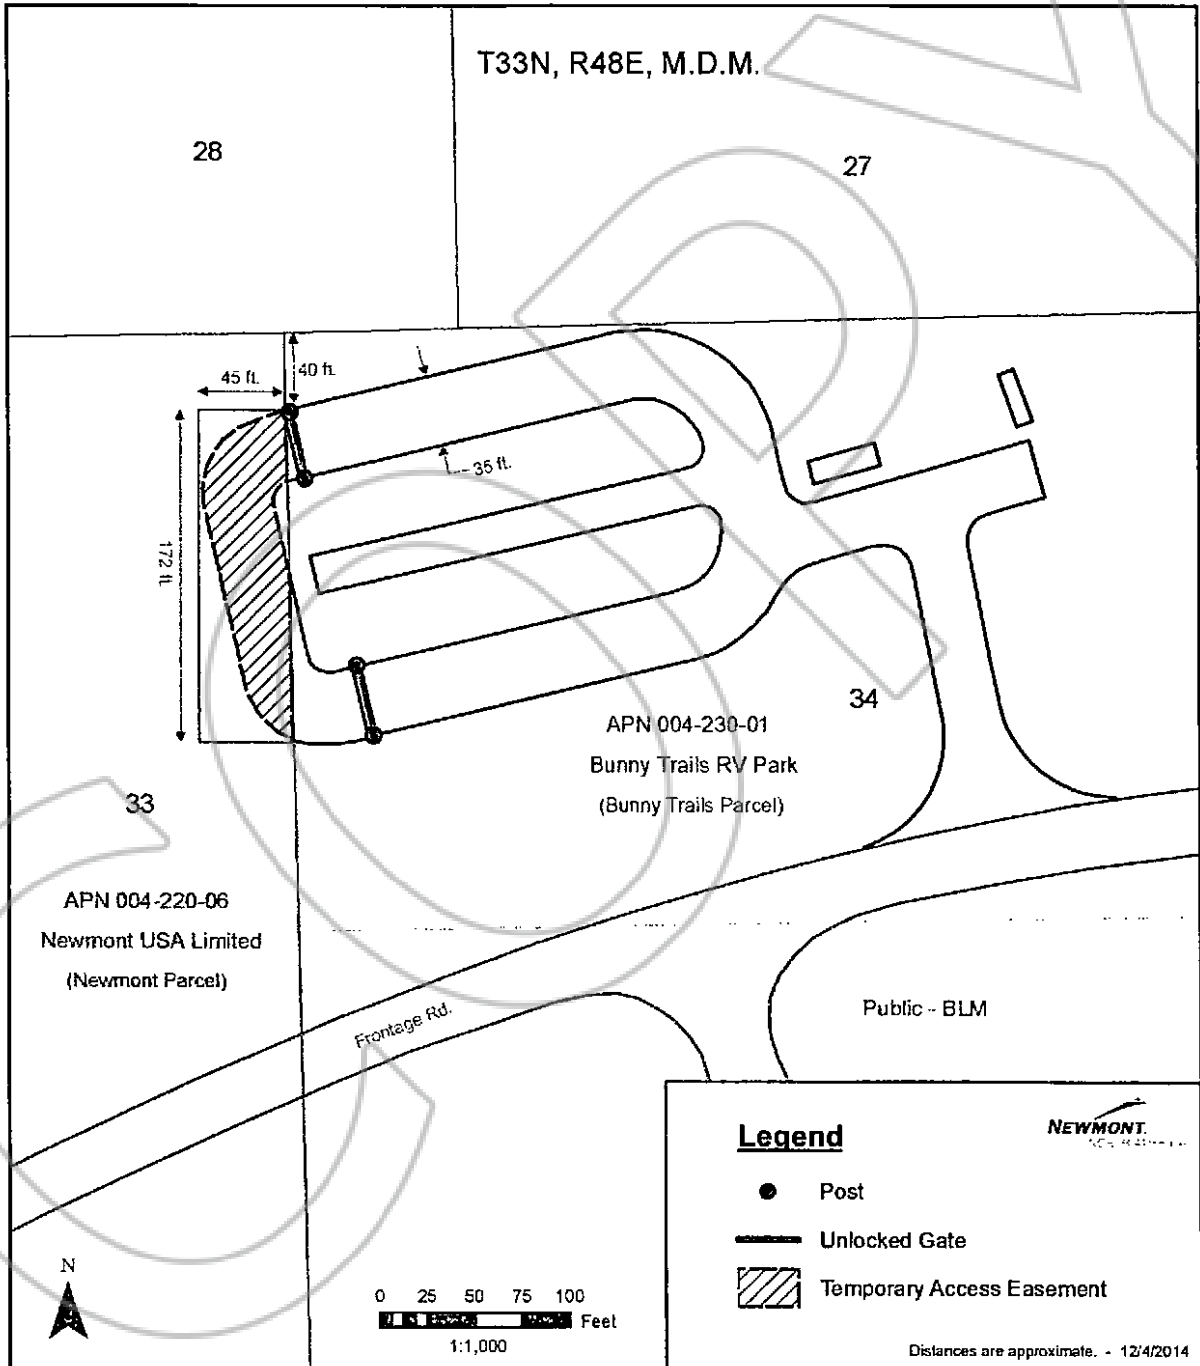 T33N, R48E, M.D.M.
28
27
45 ft.
40 ft.
35 ft.
172 ft.
34
APN 004-230-01
Bunny Trails RV Park
(Bunny Trails Parcel)
33
APN 004-220-06
Newmont USA Limited
(Newmont Parcel)
Frontage Rd.
Public - BLM
Legend
NEWMONT.
Post
Unlocked Gate
Temporary Access Easement
N
0 25 50 75 100
Feet
1:1,000
Distances are approximate. - 12/4/2014
COPY